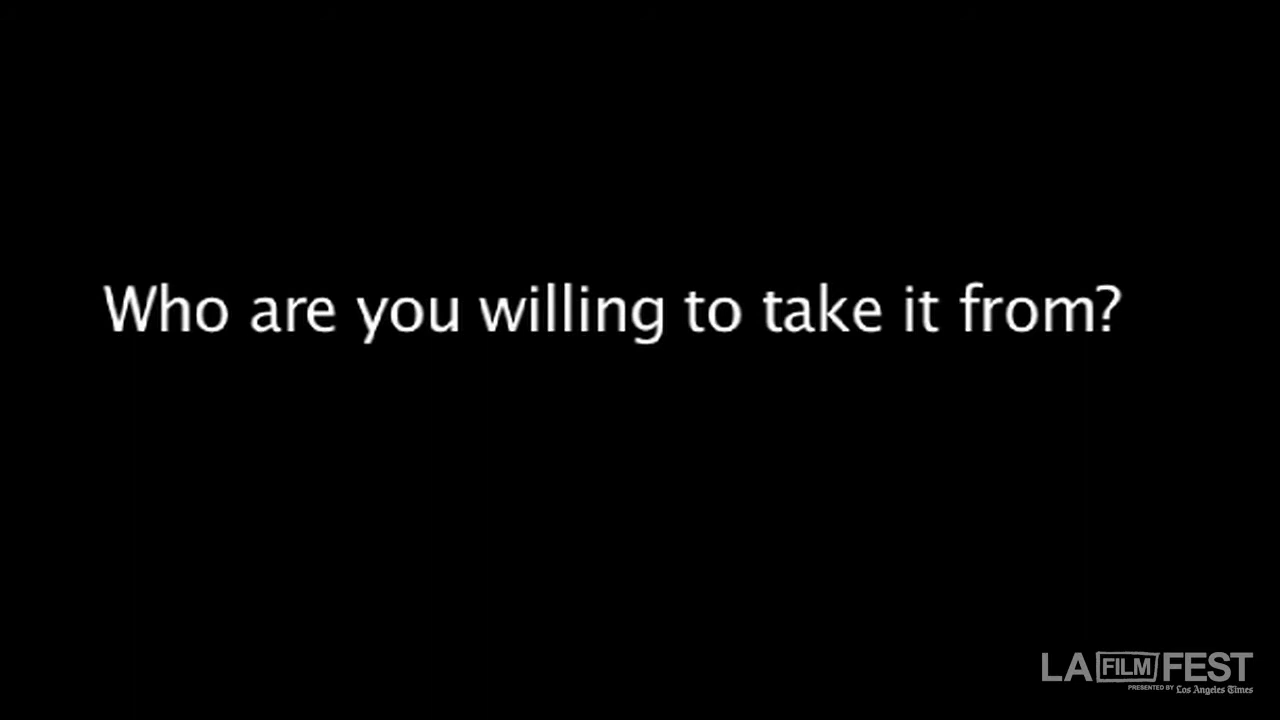 Who are you willing to take it from?
LA FILM FEST
PRESENTED BY Los Angeles Times